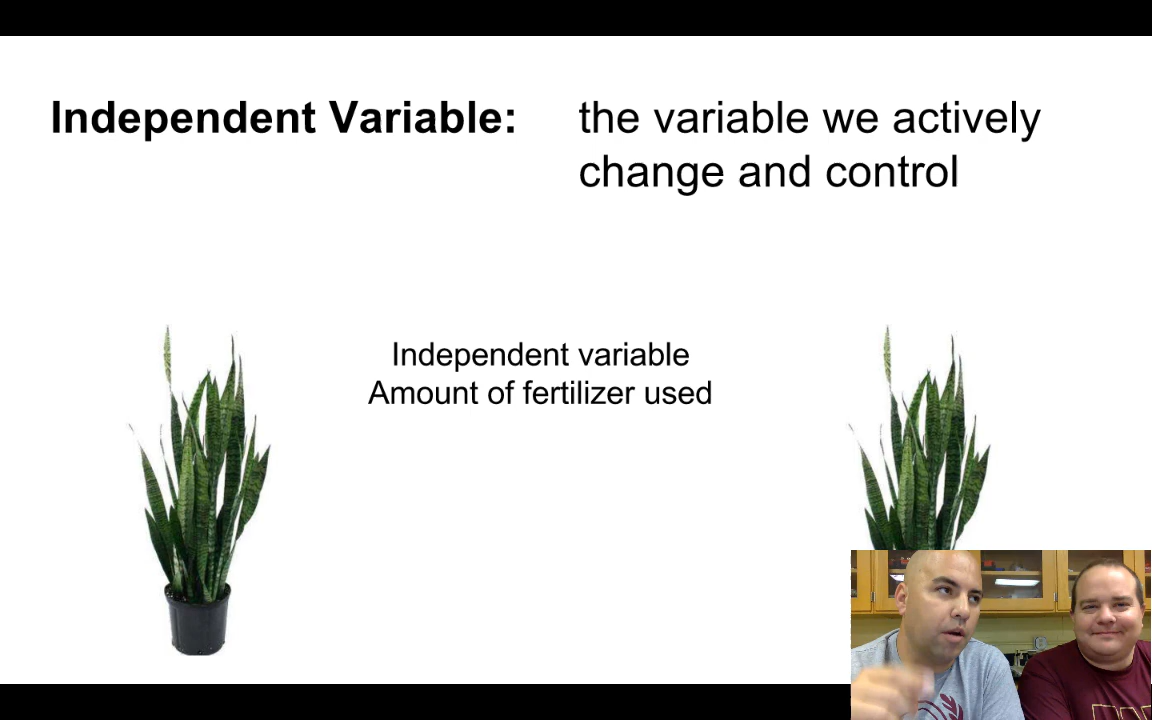 Independent Variable: the variable we actively
change and control
Independent variable
Amount of fertilizer used